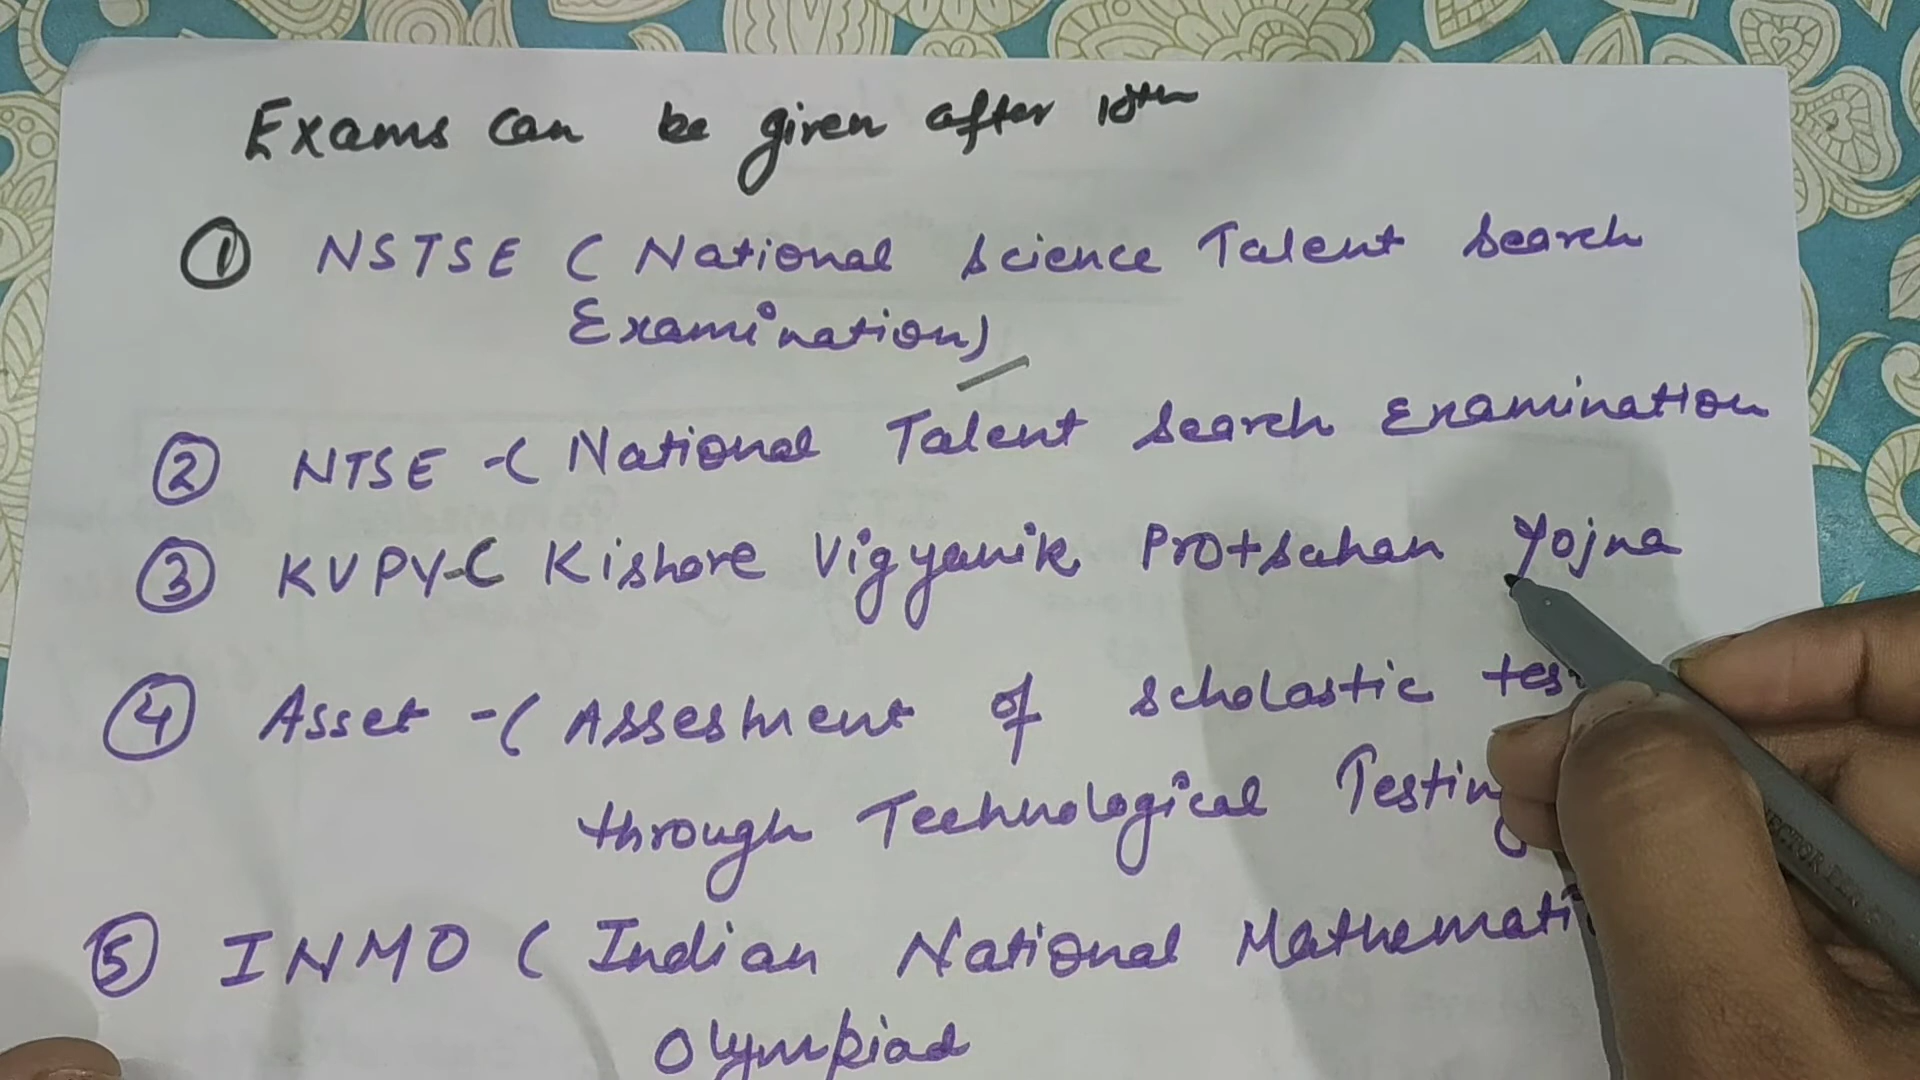 Exams can be given after 10th
① NSTSE ( National Science Talent Search
Examination)
② NTSE -( National Talent Search Examination
③ KVPY-( Kishore Vigyanik Protsahan Yojna
④ Asset -( Assesment of scholastic
through Technological Testing
⑤ INMO ( Indian National
Olympiad